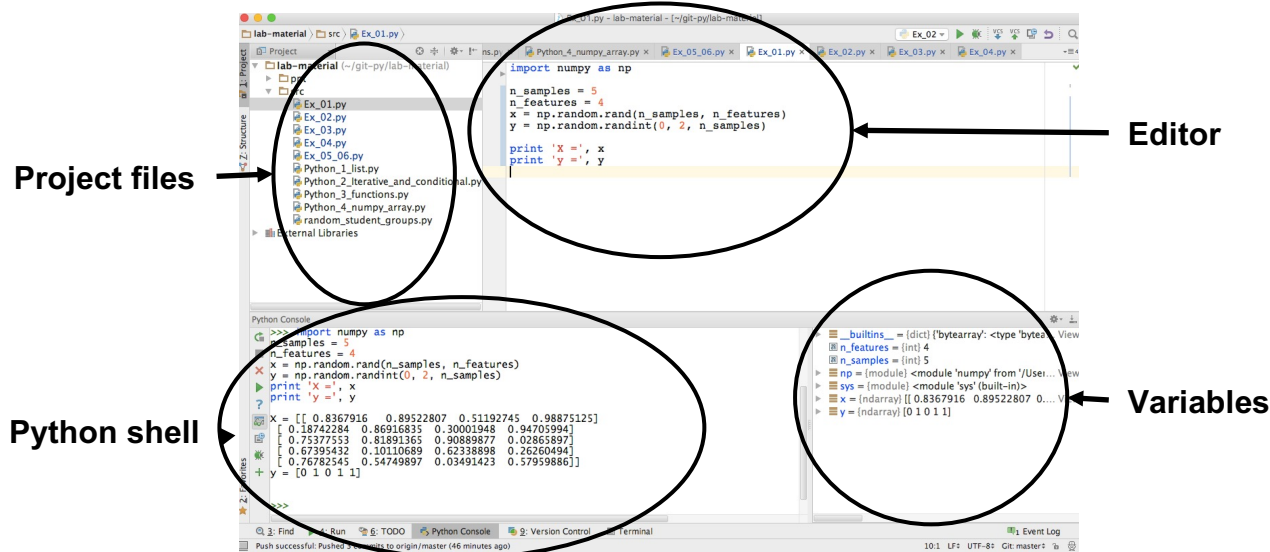 Ex_01.py - lab-material - [~/git-py/lab-material]
lab-material src Ex_01.py
Ex_02
Project
ns.py Python_4_numpy_array.py × Ex_05_06.py × Ex_01.py × Ex_02.py × Ex_03.py × Ex_04.py ×
1: Project
Z: Structure
2: Favorites
lab-material (~/git-py/lab-material)
ppt
src
Ex_01.py
Ex_02.py
Ex_03.py
Ex_04.py
Ex_05_06.py
Python_1_list.py
Python_2_Iterative_and_conditional.py
Python_3_functions.py
Python_4_numpy_array.py
random_student_groups.py
External Libraries
import numpy as np
n_samples = 5
n_features = 4
x = np.random.rand(n_samples, n_features)
y = np.random.randint(0, 2, n_samples)
print 'X =', x
print 'y =', y
Project files
Editor
Python shell
Variables
Python Console
>>> import numpy as np
n_samples = 5
n_features = 4
x = np.random.rand(n_samples, n_features)
y = np.random.randint(0, 2, n_samples)
print 'X =', x
print 'y =', y
X = [[ 0.8367916 0.89522807 0.51192745 0.98875125]
[ 0.18742284 0.86916835 0.30001948 0.94705994]
[ 0.75377553 0.81891365 0.90889877 0.02865897]
[ 0.67395432 0.10110689 0.62338898 0.26260494]
[ 0.76782545 0.54749897 0.03491423 0.57959886]]
y = [0 1 0 1 1]
>>>
__builtins__ = {dict} {'bytearray': <type 'bytea... View
n_features = {int} 4
n_samples = {int} 5
np = {module} <module 'numpy' from '/User... View
sys = {module} <module 'sys' (built-in)>
x = {ndarray} [[ 0.8367916 0.89522807 0.... View
y = {ndarray} [0 1 0 1 1]
3: Find 4: Run 6: TODO Python Console 9: Version Control Terminal 1 Event Log
Push successful: Pushed 3 commits to origin/master (46 minutes ago) 10:1 LF÷ UTF-8÷ Git: master÷